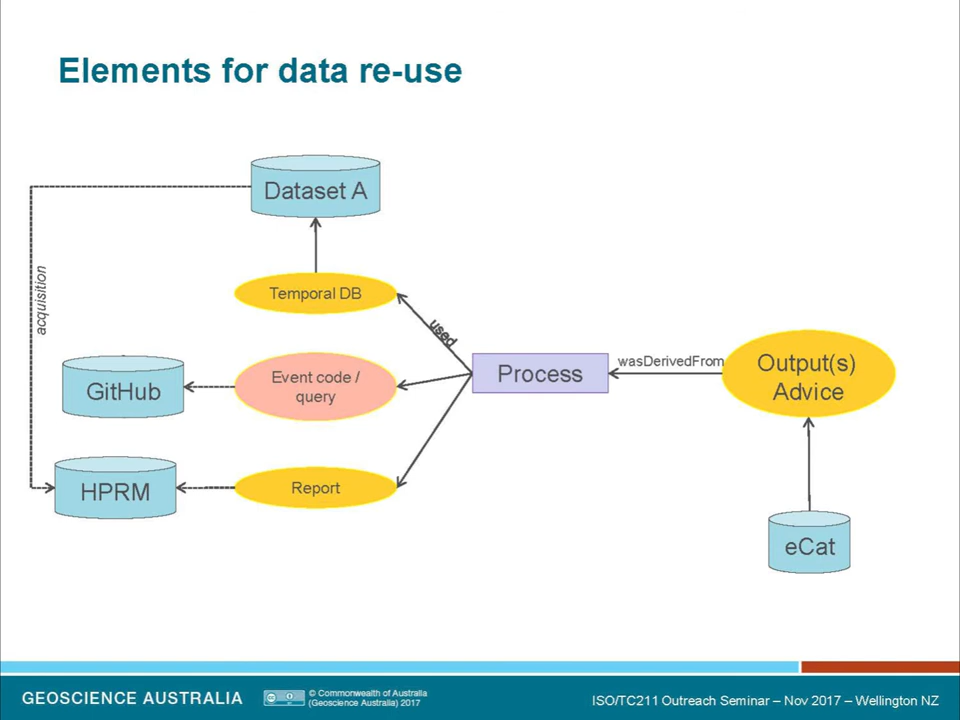 Elements for data re-use
Dataset A
acquisition
Temporal DB
used
GitHub
Event code /
query
Process
wasDerivedFrom
Output(s)
Advice
HPRM
Report
eCat
GEOSCIENCE AUSTRALIA
© Commonwealth of Australia
(Geoscience Australia) 2017
ISO/TC211 Outreach Seminar – Nov 2017 – Wellington NZ